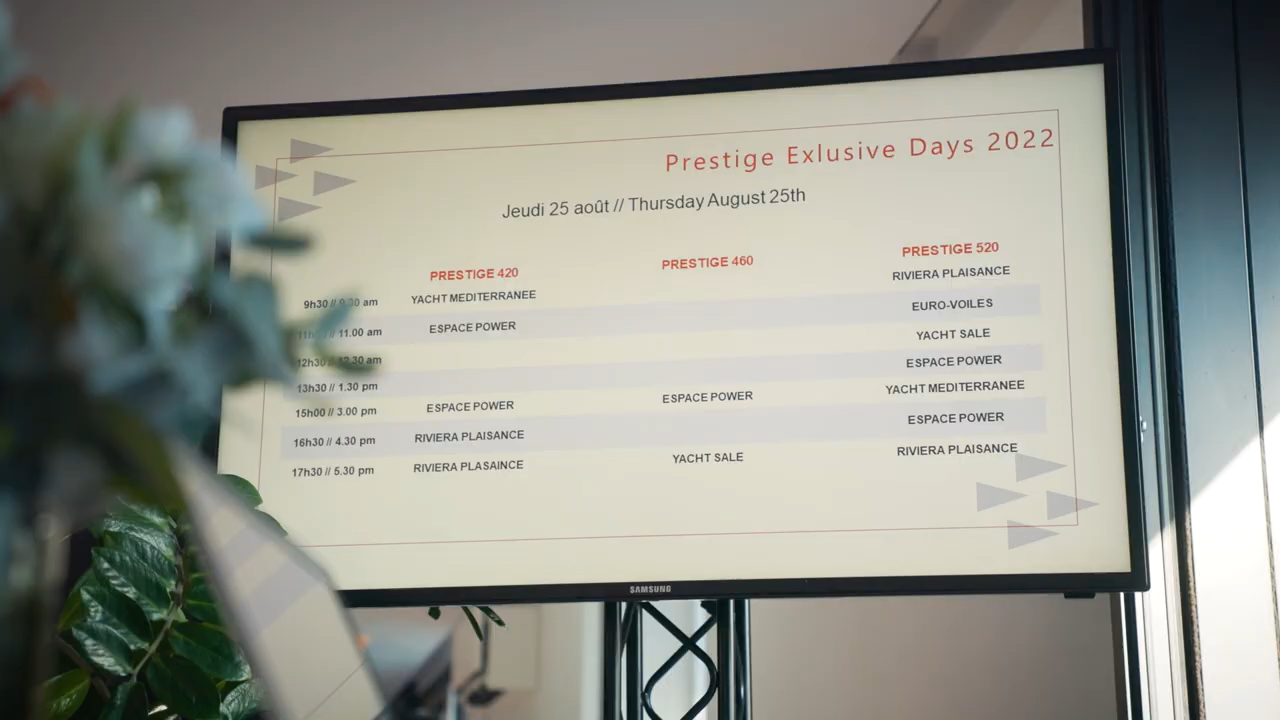 Prestige Exlusive Days 2022
Jeudi 25 août // Thursday August 25th
PRESTIGE 420 PRESTIGE 460 PRESTIGE 520
9h30 // 9.30 am YACHT MEDITERRANEE RIVIERA PLAISANCE
11h00 // 11.00 am ESPACE POWER EURO-VOILES
12h30 // 12.30 am YACHT SALE
13h30 // 1.30 pm ESPACE POWER
15h00 // 3.00 pm ESPACE POWER ESPACE POWER YACHT MEDITERRANEE
16h30 // 4.30 pm RIVIERA PLAISANCE ESPACE POWER
17h30 // 5.30 pm RIVIERA PLASAINCE YACHT SALE RIVIERA PLAISANCE
SAMSUNG